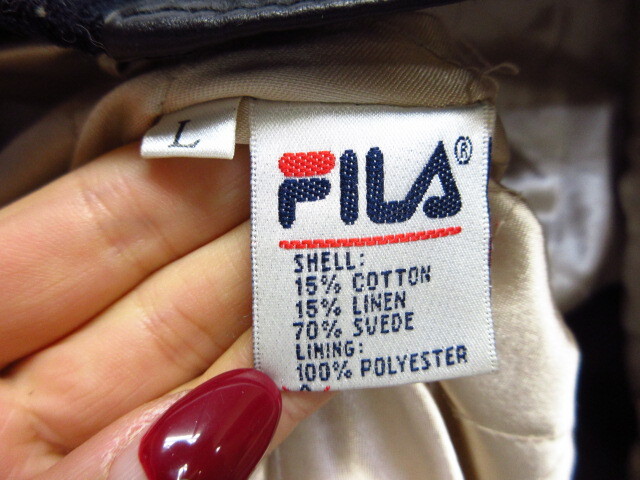 L
FILA®
SHELL:
15% COTTON
15% LINEN
70% SUEDE
LINING:
100% POLYESTER